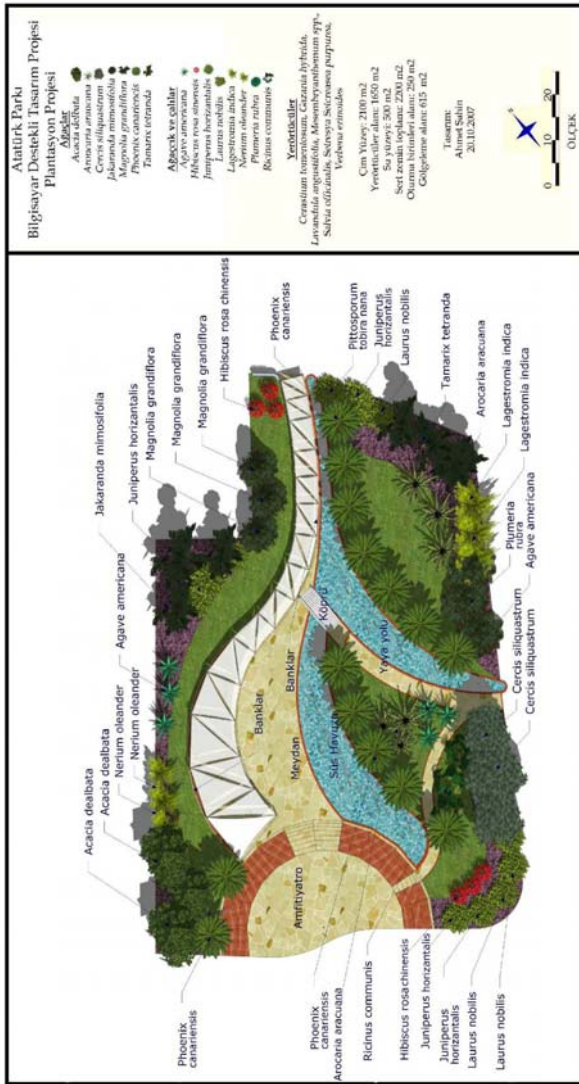 Atatürk Parkı
Bilgisayar Destekli Tasarım Projesi
Plantasyon Projesi
Ağaçlar
Acacia delbata
Arocaria araucana
Cercis siliquastrum
Jakaranda mimosifolia
Magnolia grandiflora
Phoenix canariencis
Tamarix tetranda
Ağaççık ve çalılar
Agave americana
Hibiscus rosa sinensis
Juniperus horizontalis
Laurus nobilis
Lagestromia indica
Nerium oleander
Plumeria rubra
Ricinus communis
Yerörtücüler
Cerastium tomentosum, Gazania hybrida,
Lavandula angustifolia, Mesembryanthemum spp.,
Salvia officinalis, Setcreasea purpurea,
Verbena erinoides
Çim Yüzey: 2100 m2
Yerörtücüler alanı: 1650 m2
Su yüzeyi: 500 m2
Sert zemin toplamı: 2200 m2
Oturma birimleri alanı: 250 m2
Gölgeleme alanı: 615 m2
Tasarım:
Ahmet Şahin
20.10.2007
0 10 20
ÖLÇEK
Acacia dealbata
Acacia dealbata
Nerium oleander
Nerium oleander
Agave americana
Jakaranda mimosifolia
Juniperus horizontalis
Magnolia grandiflora
Magnolia grandiflora
Magnolia grandiflora
Hibiscus rosa chinensis
Phoenix
canariensis
Pittosporum
tobira nana
Juniperus
horizontalis
Laurus nobilis
Tamarix tetranda
Arocaria aracuana
Lagestromia indica
Lagestromia indica
Plumeria
rubra
Agave americana
Cercis siliquastrum
Cercis siliquastrum
Amfitiyatro
Meydan
Banklar
Banklar
Süs Havuzu
Köprü
Yaya yolu
Phoenix
canariensis
Phoenix
canariensis
Arocaria aracuana
Ricinus communis
Hibiscus rosachinensis
Juniperus horizontalis
Juniperus
horizontalis
Laurus nobilis
Laurus nobilis